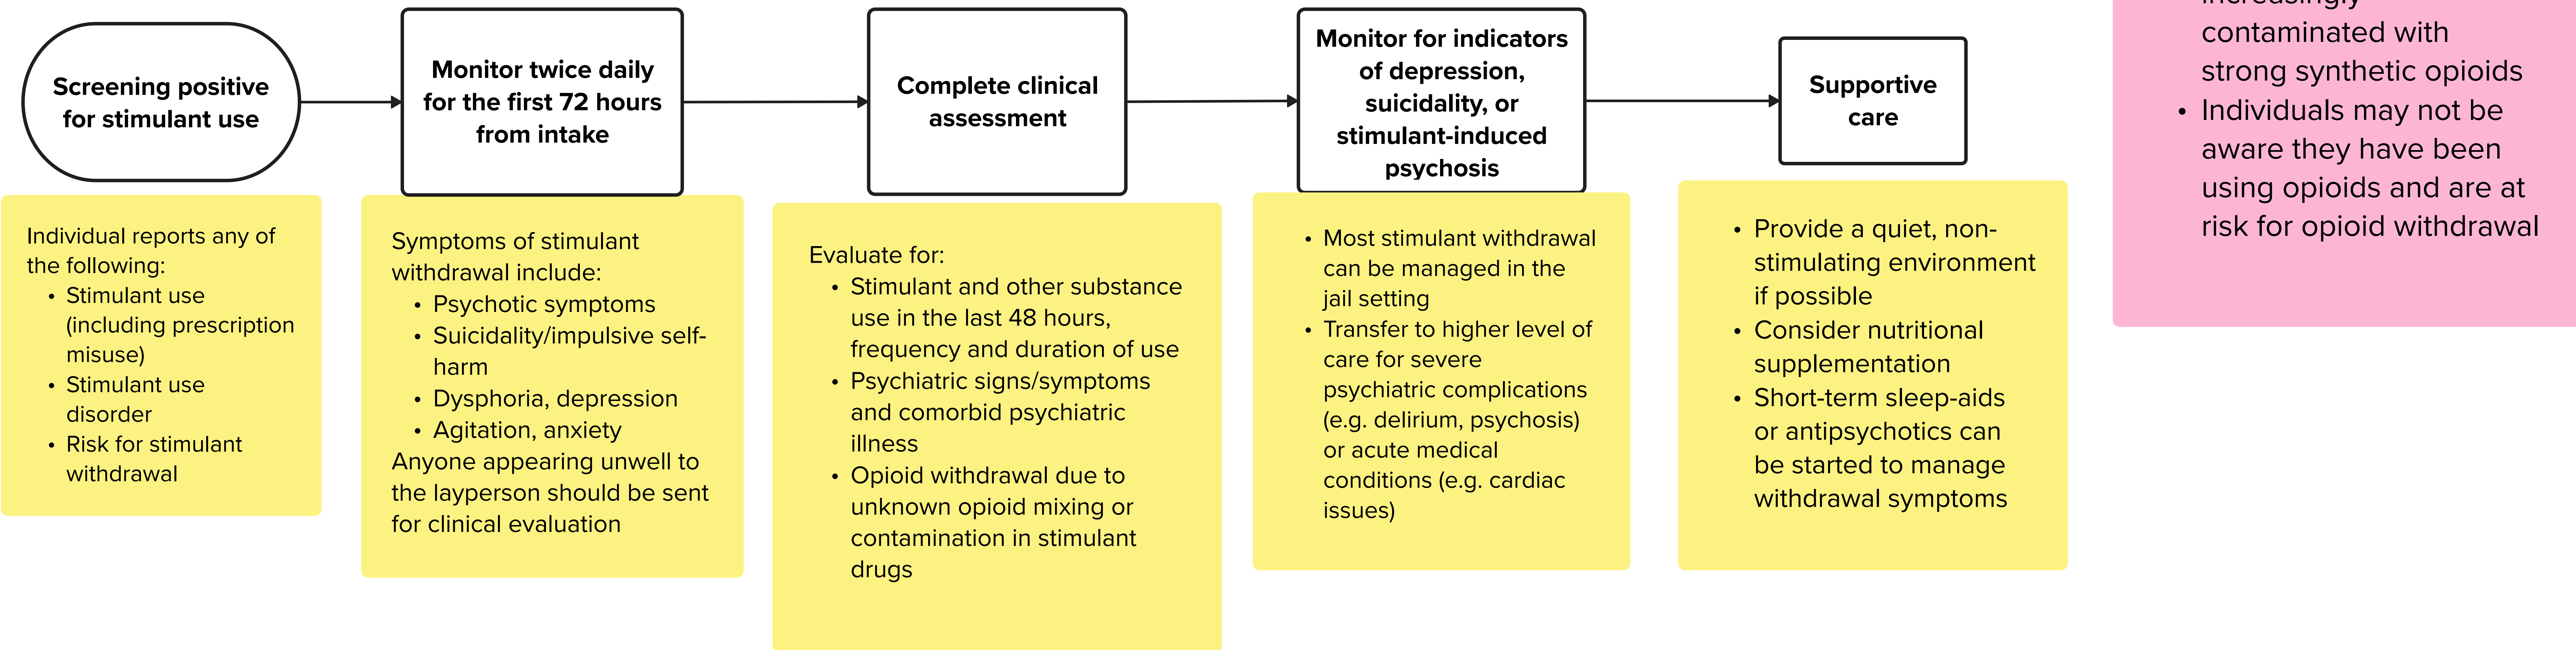 Screening positive
for stimulant use
Monitor twice daily
for the first 72 hours
from intake
Complete clinical
assessment
Monitor for indicators
of depression,
suicidality, or
stimulant-induced
psychosis
Supportive
care
Individual reports any of
the following:
• Stimulant use
(including prescription
misuse)
• Stimulant use
disorder
• Risk for stimulant
withdrawal
Symptoms of stimulant
withdrawal include:
• Psychotic symptoms
• Suicidality/impulsive self-
harm
• Dysphoria, depression
• Agitation, anxiety
Anyone appearing unwell to
the layperson should be sent
for clinical evaluation
Evaluate for:
• Stimulant and other substance
use in the last 48 hours,
frequency and duration of use
• Psychiatric signs/symptoms
and comorbid psychiatric
illness
• Opioid withdrawal due to
unknown opioid mixing or
contamination in stimulant
drugs
• Most stimulant withdrawal
can be managed in the
jail setting
• Transfer to higher level of
care for severe
psychiatric complications
(e.g. delirium, psychosis)
or acute medical
conditions (e.g. cardiac
issues)
• Provide a quiet, non-
stimulating environment
if possible
• Consider nutritional
supplementation
• Short-term sleep-aids
or antipsychotics can
be started to manage
withdrawal symptoms
increasingly
contaminated with
strong synthetic opioids
• Individuals may not be
aware they have been
using opioids and are at
risk for opioid withdrawal